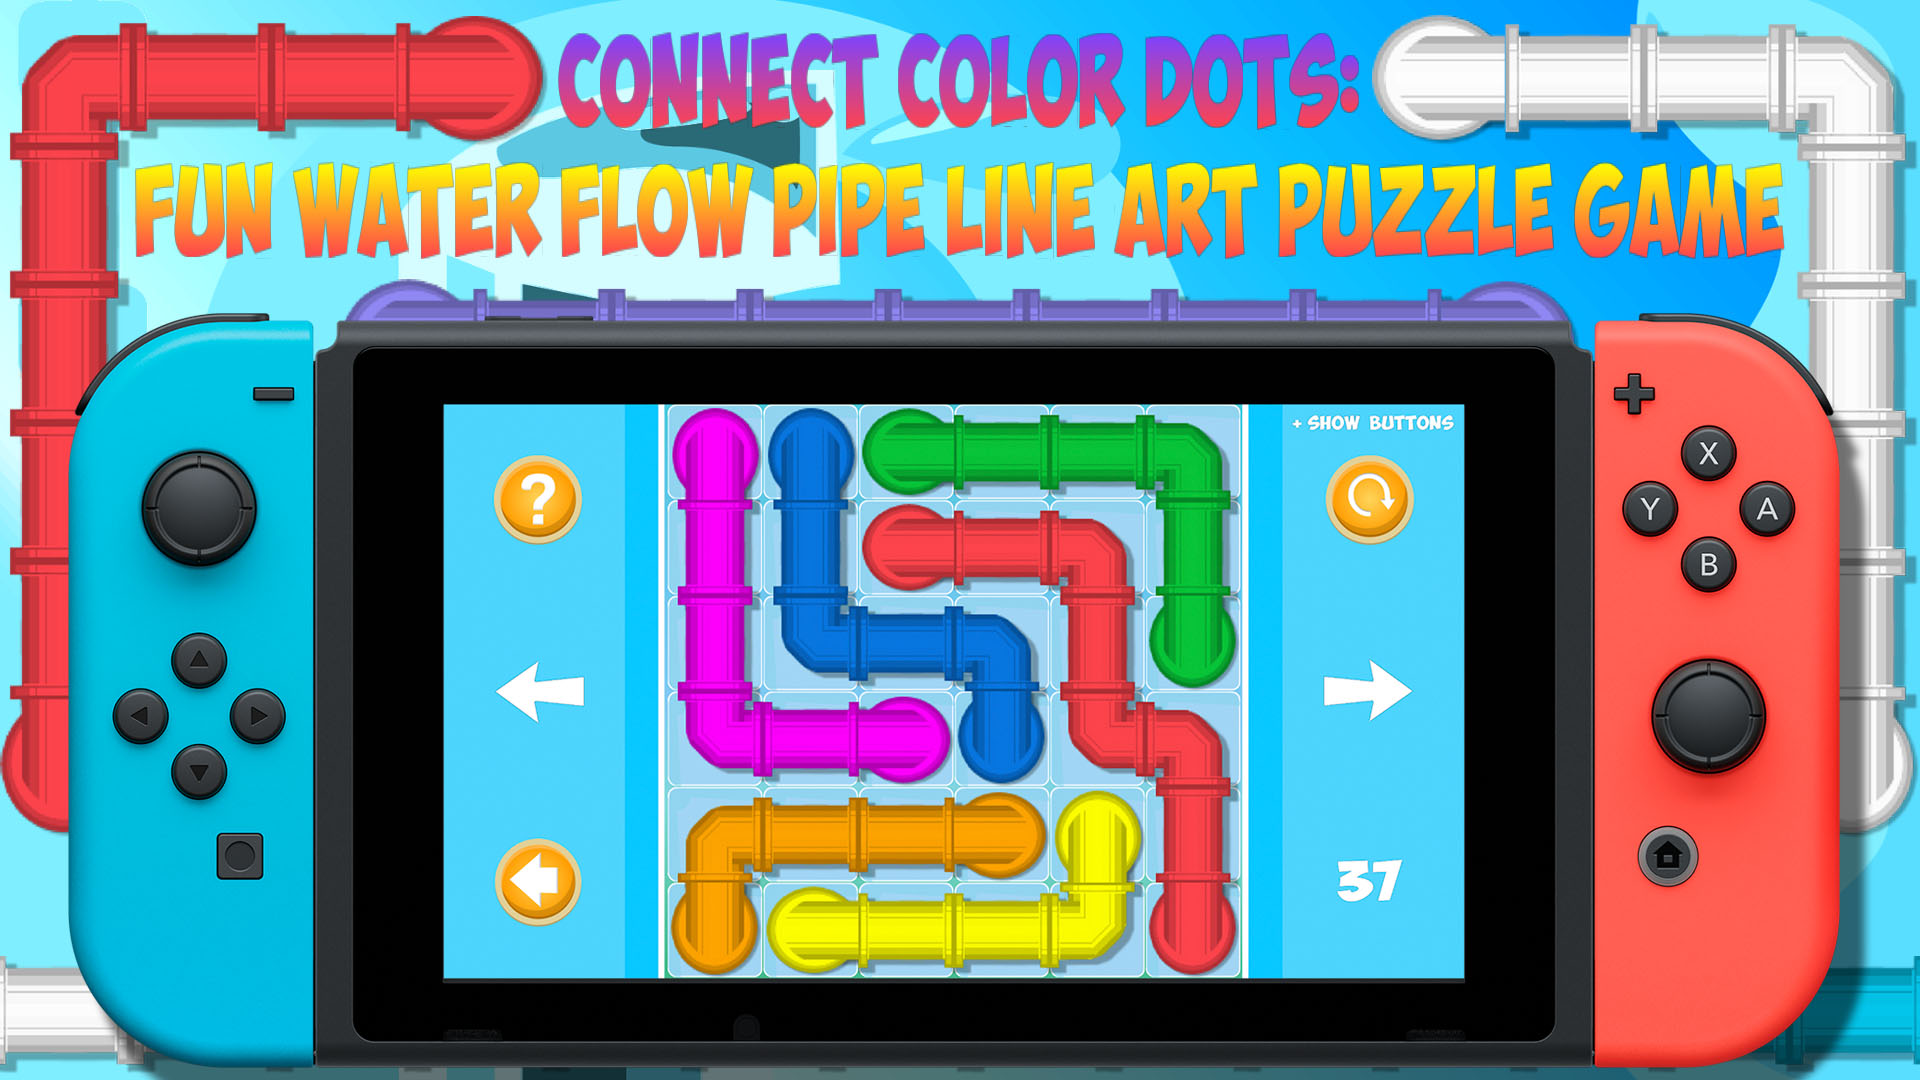 CONNECT COLOR DOTS:
FUN WATER FLOW PIPE LINE ART PUZZLE GAME
+ SHOW BUTTONS
?
X
Y
A
B
37